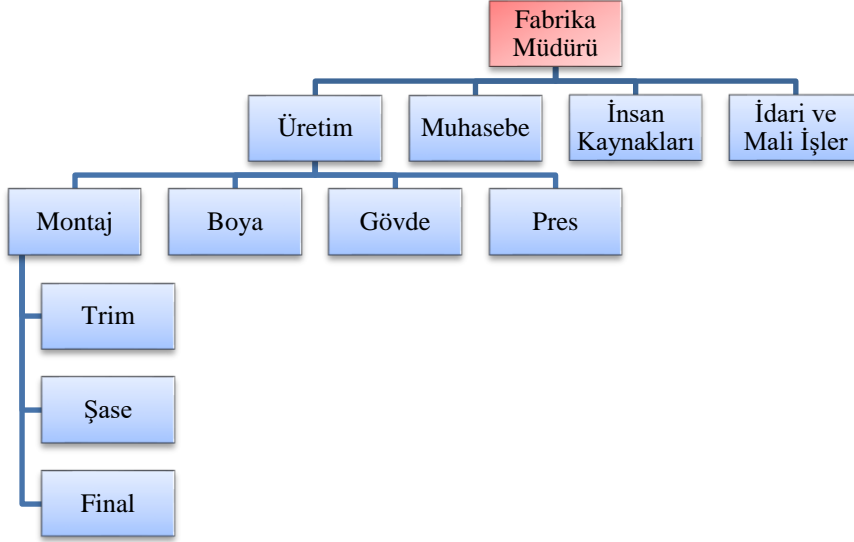 Fabrika
Müdürü
Üretim
Muhasebe
İnsan
Kaynakları
İdari ve
Mali İşler
Montaj
Boya
Gövde
Pres
Trim
Şase
Final